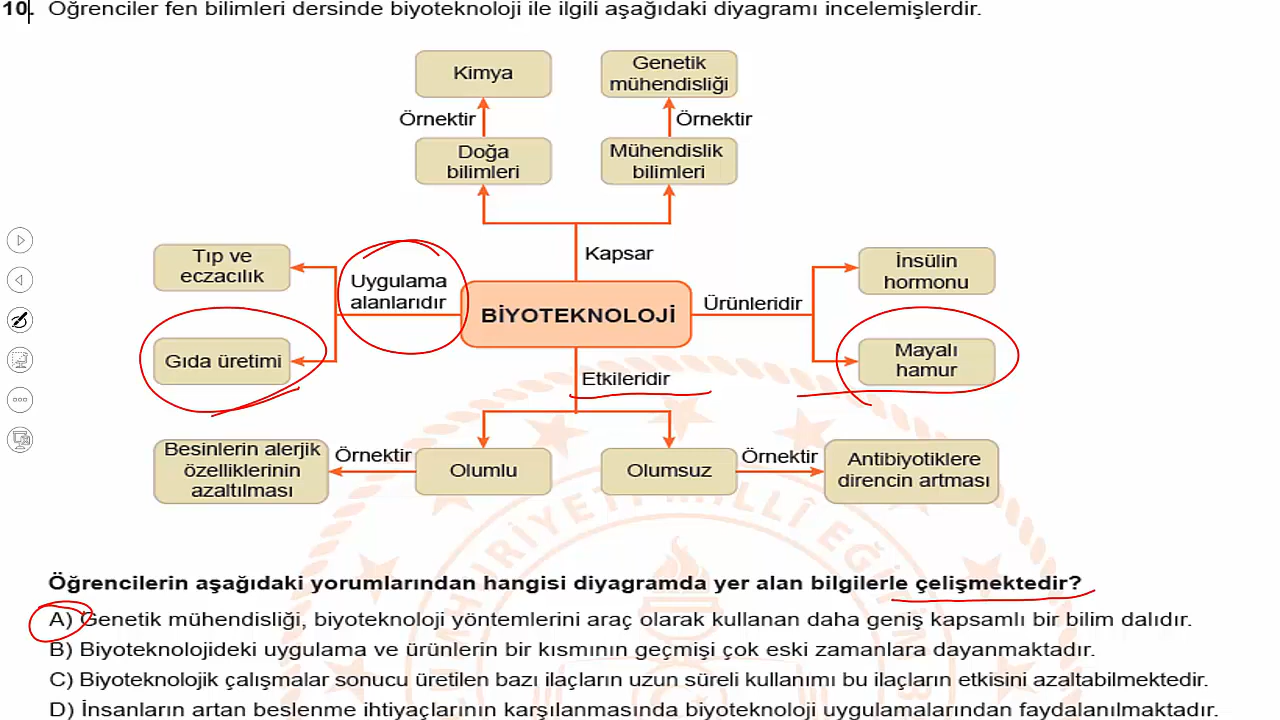 10. Öğrenciler fen bilimleri dersinde biyoteknoloji ile ilgili aşağıdaki diyagramı incelemişlerdir.
Kimya
Genetik
mühendisliği
Örnektir
Örnektir
Doğa
bilimleri
Mühendislik
bilimleri
Kapsar
Tıp ve
eczacılık
Uygulama
alanlarıdır
BİYOTEKNOLOJİ
Ürünleridir
İnsülin
hormonu
Gıda üretimi
Mayalı
hamur
Etkileridir
Besinlerin alerjik
özelliklerinin
azaltılması
Örnektir
Olumlu
Olumsuz
Örnektir
Antibiyotiklere
direncin artması
Öğrencilerin aşağıdaki yorumlarından hangisi diyagramda yer alan bilgilerle çelişmektedir?
A) Genetik mühendisliği, biyoteknoloji yöntemlerini araç olarak kullanan daha geniş kapsamlı bir bilim dalıdır.
B) Biyoteknolojideki uygulama ve ürünlerin bir kısmının geçmişi çok eski zamanlara dayanmaktadır.
C) Biyoteknolojik çalışmalar sonucu üretilen bazı ilaçların uzun süreli kullanımı bu ilaçların etkisini azaltabilmektedir.
D) İnsanların artan beslenme ihtiyaçlarının karşılanmasında biyoteknoloji uygulamalarından faydalanılmaktadır.